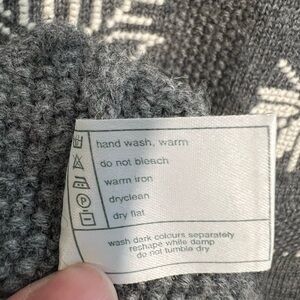 hand wash, warm
do not bleach
warm iron
P dryclean
dry flat
wash dark colours separately
reshape while damp
do not tumble dry